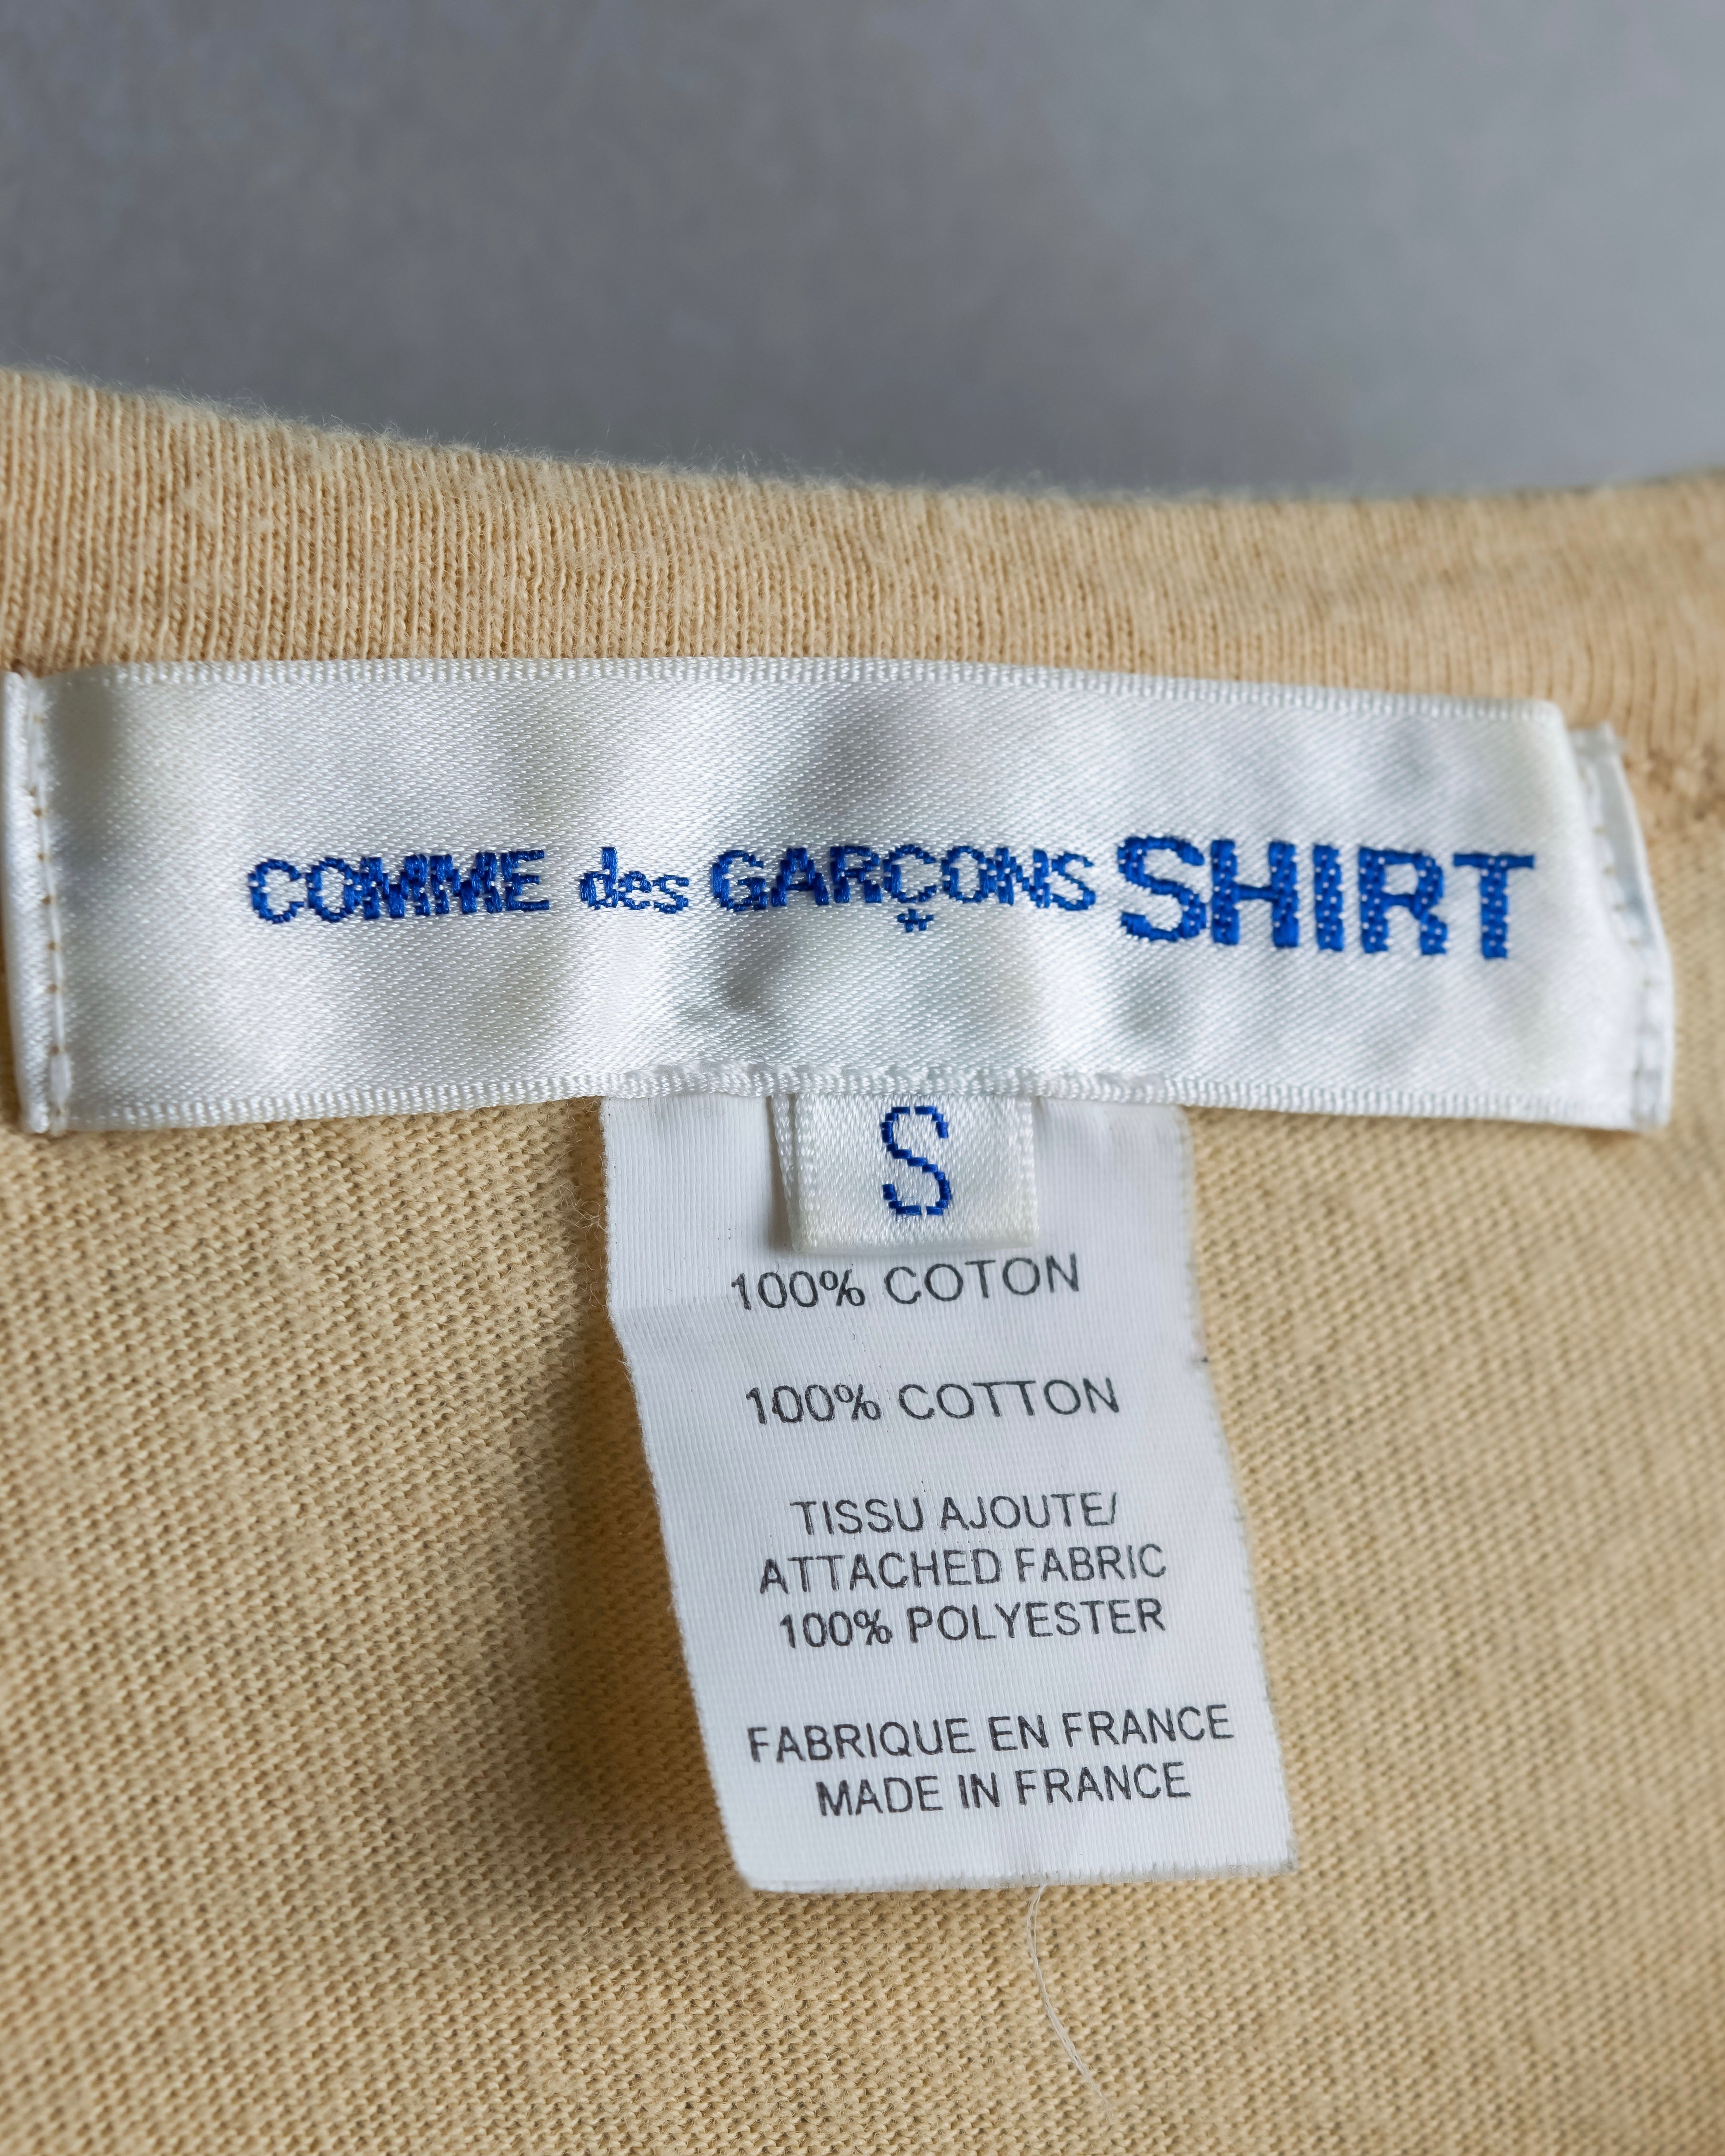 COMME des GARÇONS SHIRT
S
100% COTON
100% COTTON
TISSU AJOUTE/
ATTACHED FABRIC
100% POLYESTER
FABRIQUE EN FRANCE
MADE IN FRANCE